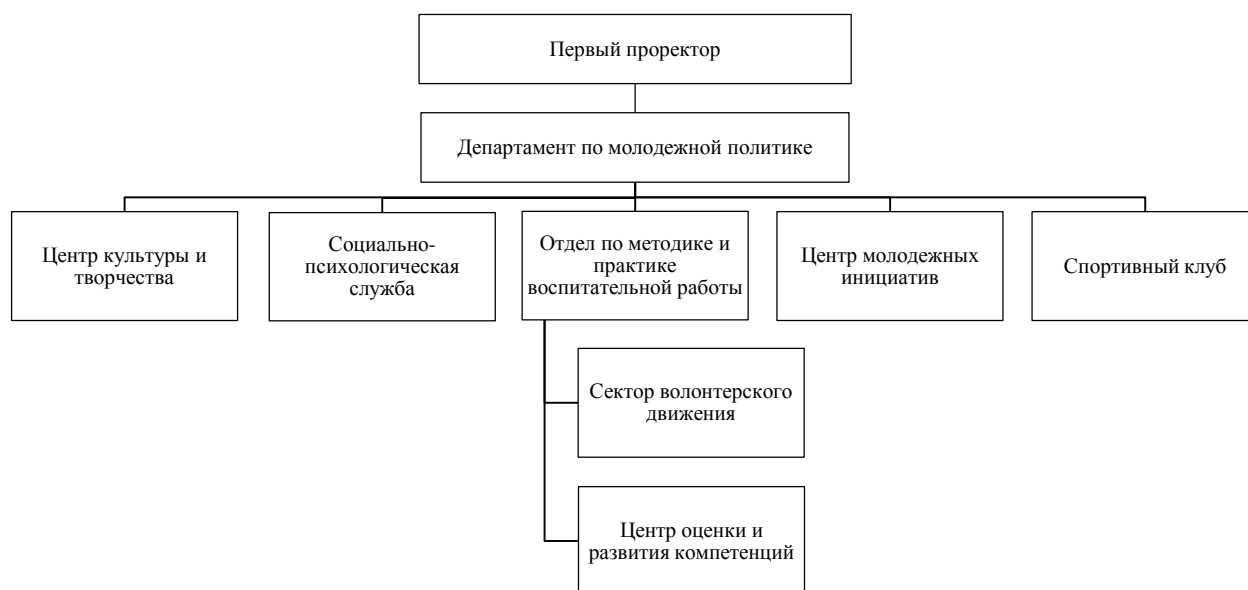 Первый проректор
Департамент по молодежной политике
Центр культуры и
творчества
Социально-
психологическая
служба
Отдел по методике и
практике
воспитательной работы
Центр молодежных
инициатив
Спортивный клуб
Сектор волонтерского
движения
Центр оценки и
развития компетенций